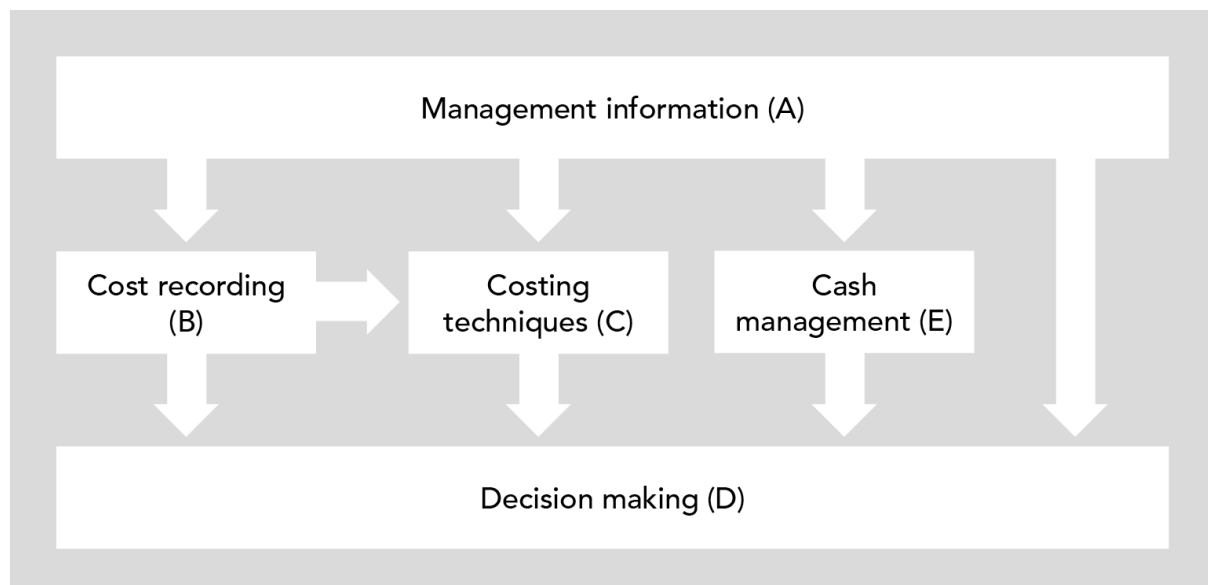 Management information (A)
Cost recording
(B)
Costing
techniques (C)
Cash
management (E)
Decision making (D)